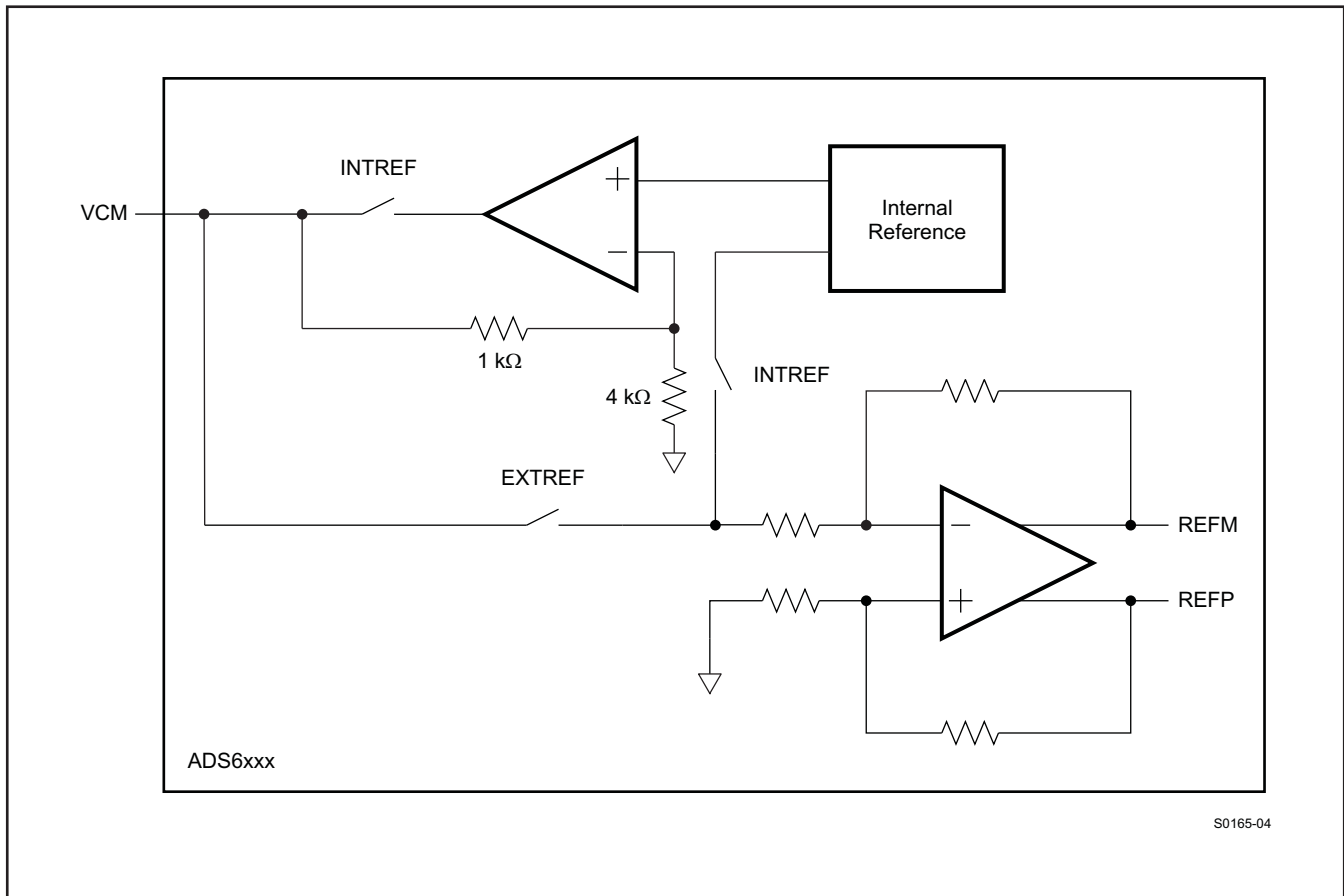 INTREF
VCM
+
−
Internal
Reference
1 kΩ
4 kΩ
INTREF
EXTREF
−
+
REFM
REFP
ADS6xxx
S0165-04